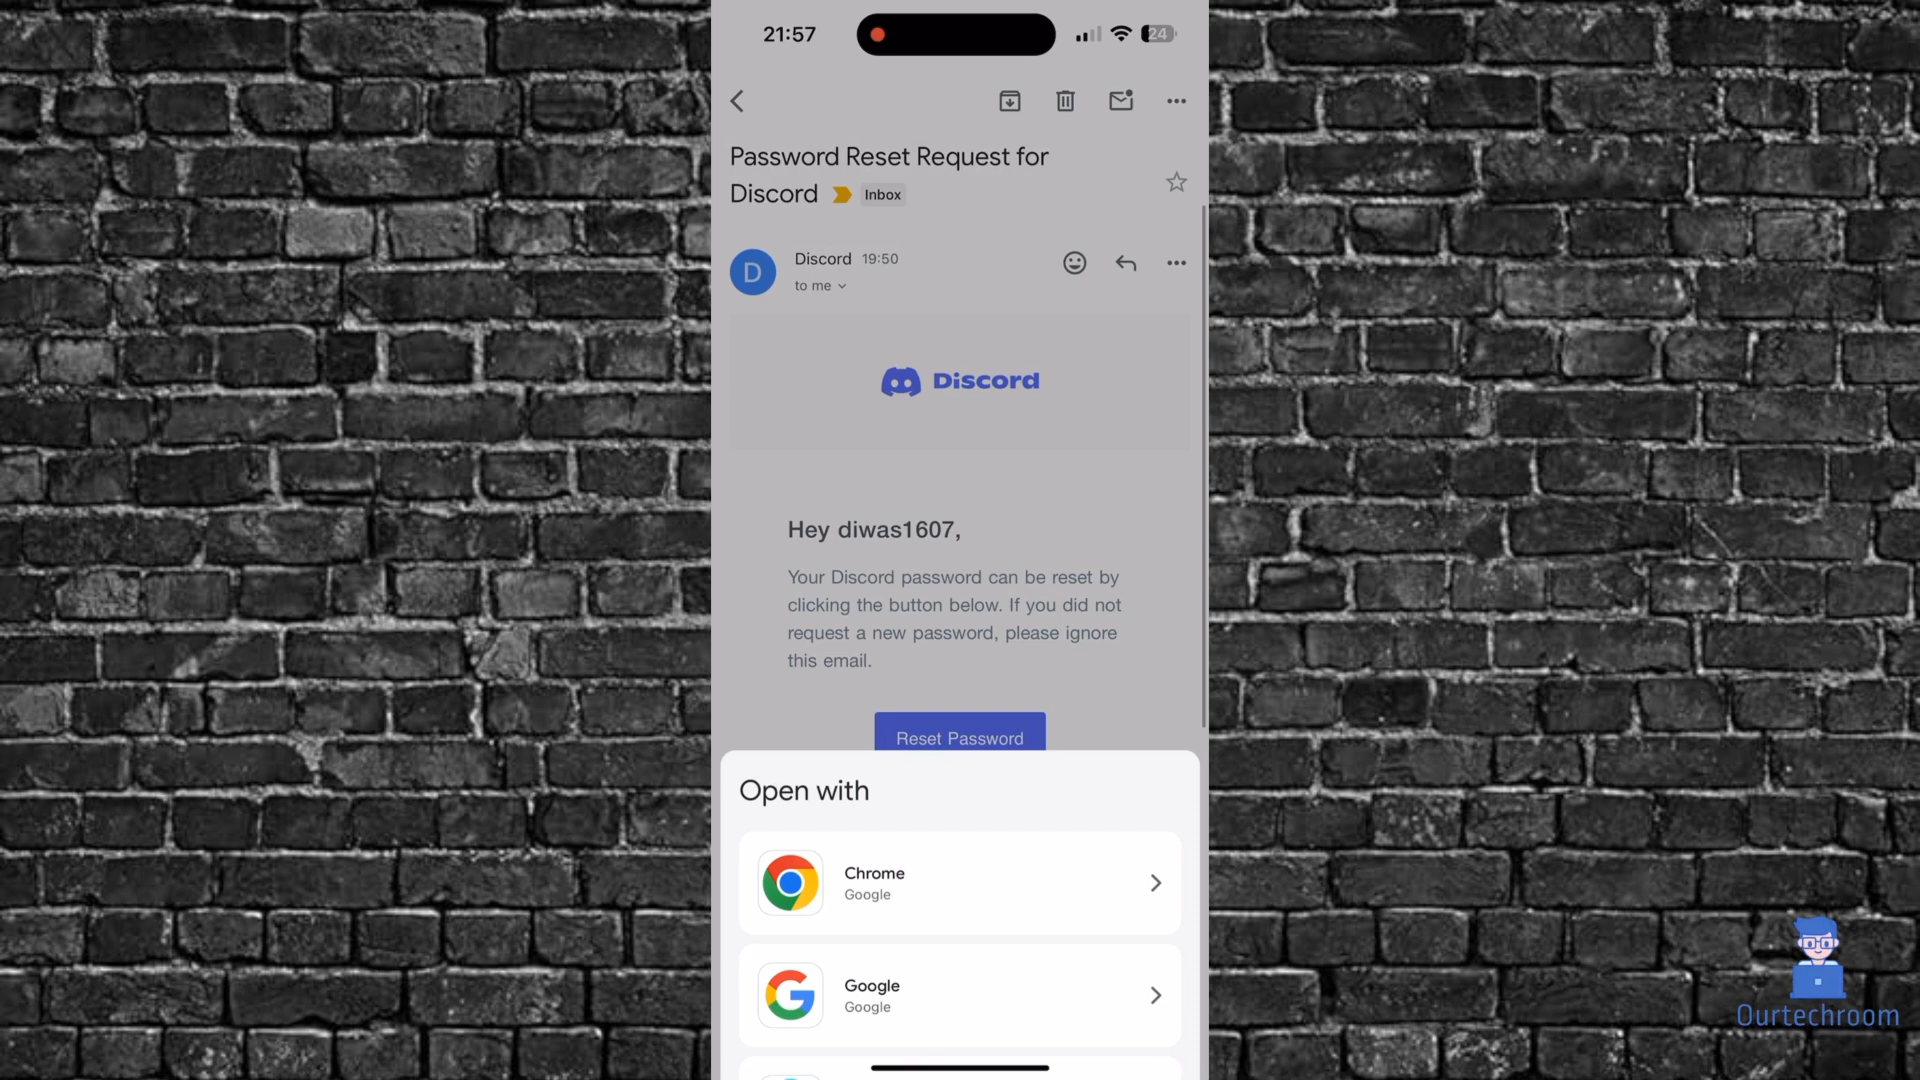 21:57
24
Password Reset Request for
Discord Inbox
D
Discord 19:50
to me
Discord
Hey diwas1607,
Your Discord password can be reset by
clicking the button below. If you did not
request a new password, please ignore
this email.
Reset Password
Open with
Chrome
Google
Google
Google
Ourtechroom